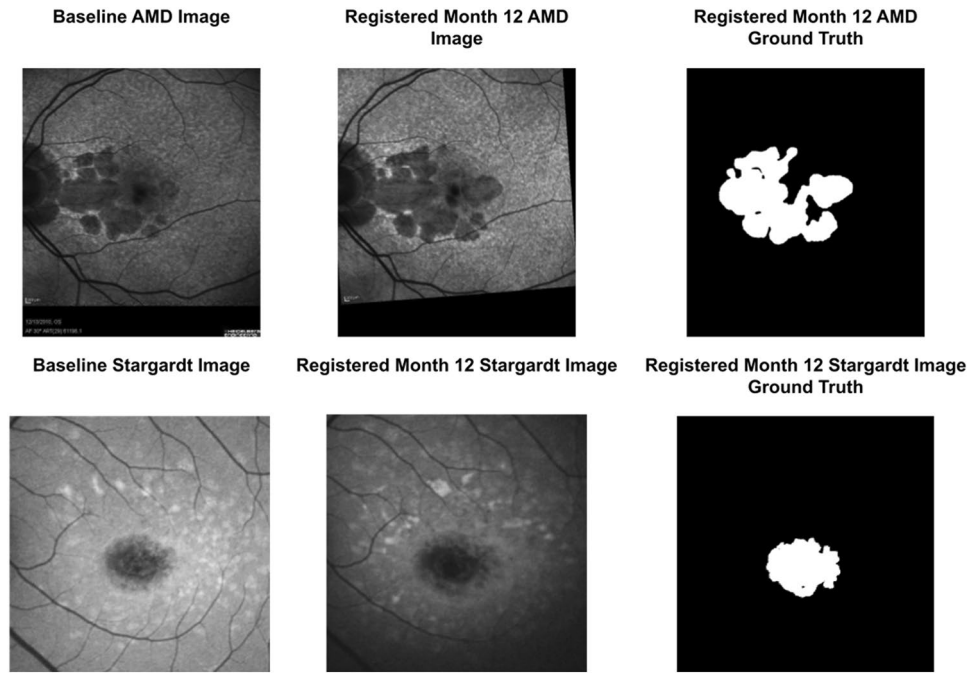 Baseline AMD Image
Registered Month 12 AMD
Image
Registered Month 12 AMD
Ground Truth
Baseline Stargardt Image
Registered Month 12 Stargardt Image
Registered Month 12 Stargardt Image
Ground Truth